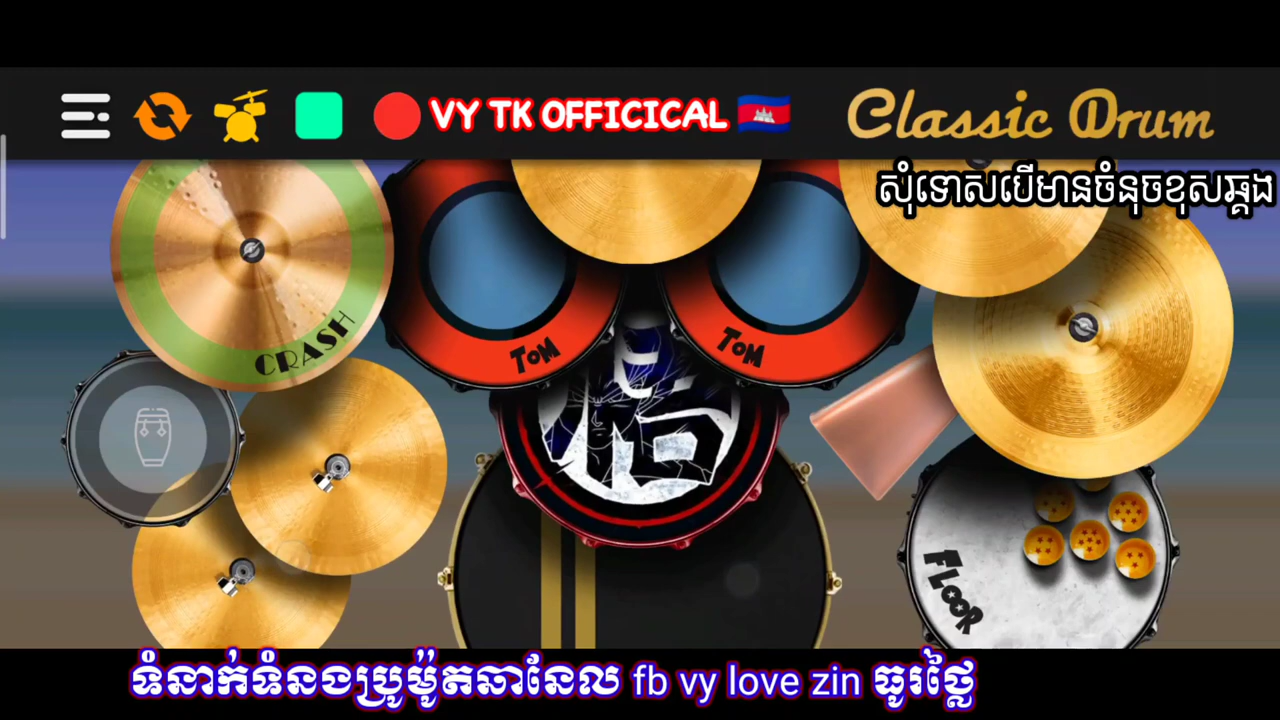 VY TK OFFICICAL
Classic Drum
សុំទោសបើមានចំនុចខុសឆ្គង
CRASH
TOM
TOM
悟
FLOOR
ទំនាក់ទំនងប្រូម៉ូតឆានែល fb vy love zin ធូរថ្លៃ